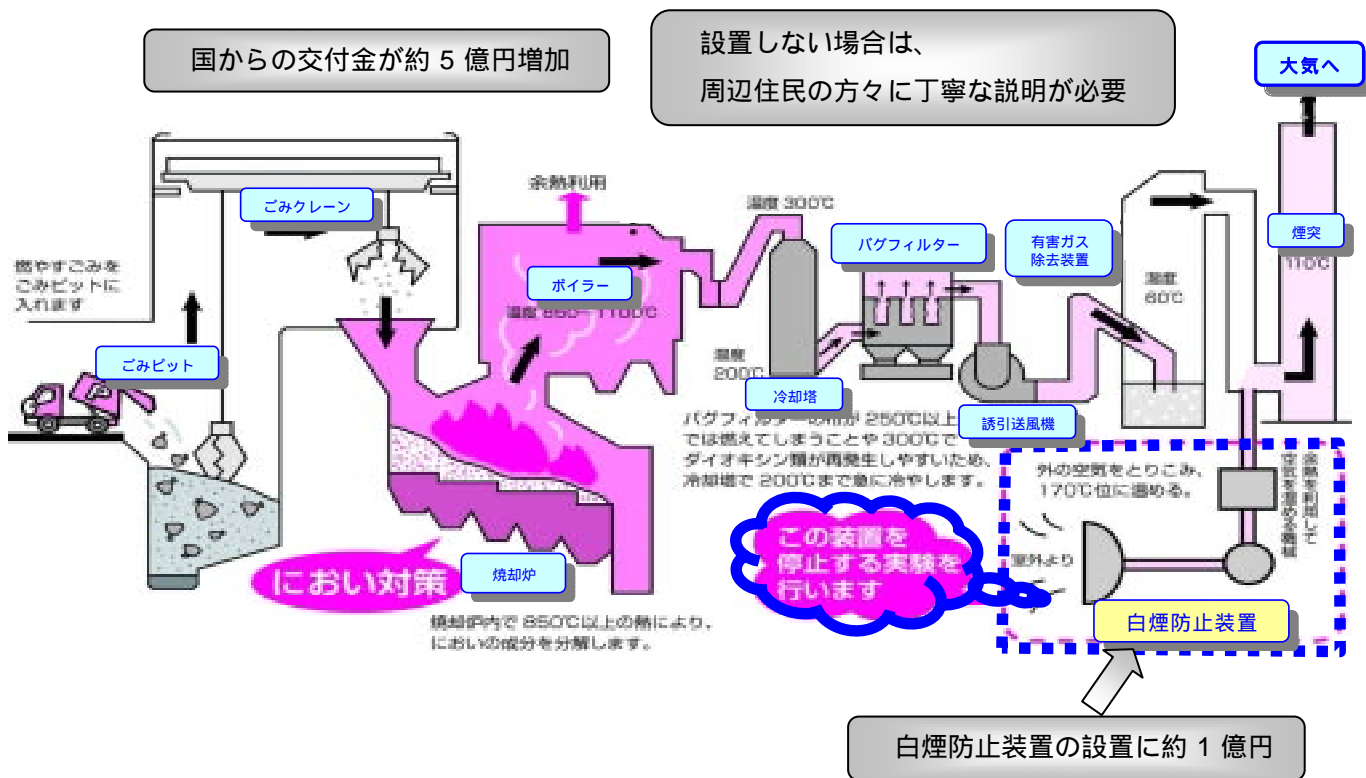 国からの交付金が約 5 億円増加
設置しない場合は、
周辺住民の方々に丁寧な説明が必要
大気へ
余熱利用
ごみクレーン
温度 300℃
バグフィルター
有害ガス
除去装置
煙突
110℃
燃やすごみを
ごみピットに
入れます
ボイラー
温度 850~1100℃
温度
60℃
ごみピット
温度
200℃
冷却塔
誘引送風機
バグフィルターの布が 250℃以上
では燃えてしまうことや 300℃で
ダイオキシン類が再発生しやすいため、
冷却塔で 200℃まで急に冷やします。
外の空気をとりこみ、
170℃位に温める。
室外より
この装置を
停止する実験を
行います
におい対策
焼却炉
焼却炉内で 850℃以上の熱により、
においの成分を分解します。
白煙防止装置
白煙防止装置の設置に約 1 億円